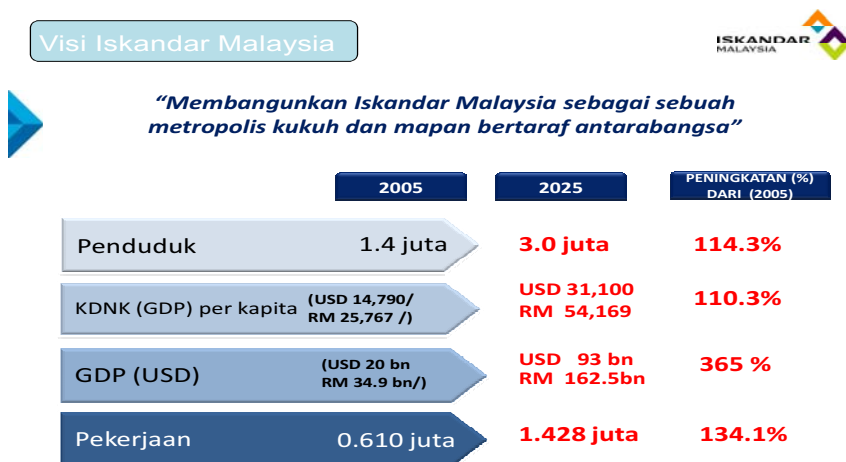 Visi Iskandar Malaysia
ISKANDAR
MALAYSIA
“Membangunkan Iskandar Malaysia sebagai sebuah
metropolis kukuh dan mapan bertaraf antarabangsa”
2005
2025
PENINGKATAN (%)
DARI (2005)
Penduduk
1.4 juta
3.0 juta
114.3%
KDNK (GDP) per kapita
(USD 14,790/
RM 25,767 /)
USD 31,100
RM 54,169
110.3%
GDP (USD)
(USD 20 bn
RM 34.9 bn/)
USD 93 bn
RM 162.5bn
365 %
Pekerjaan
0.610 juta
1.428 juta
134.1%